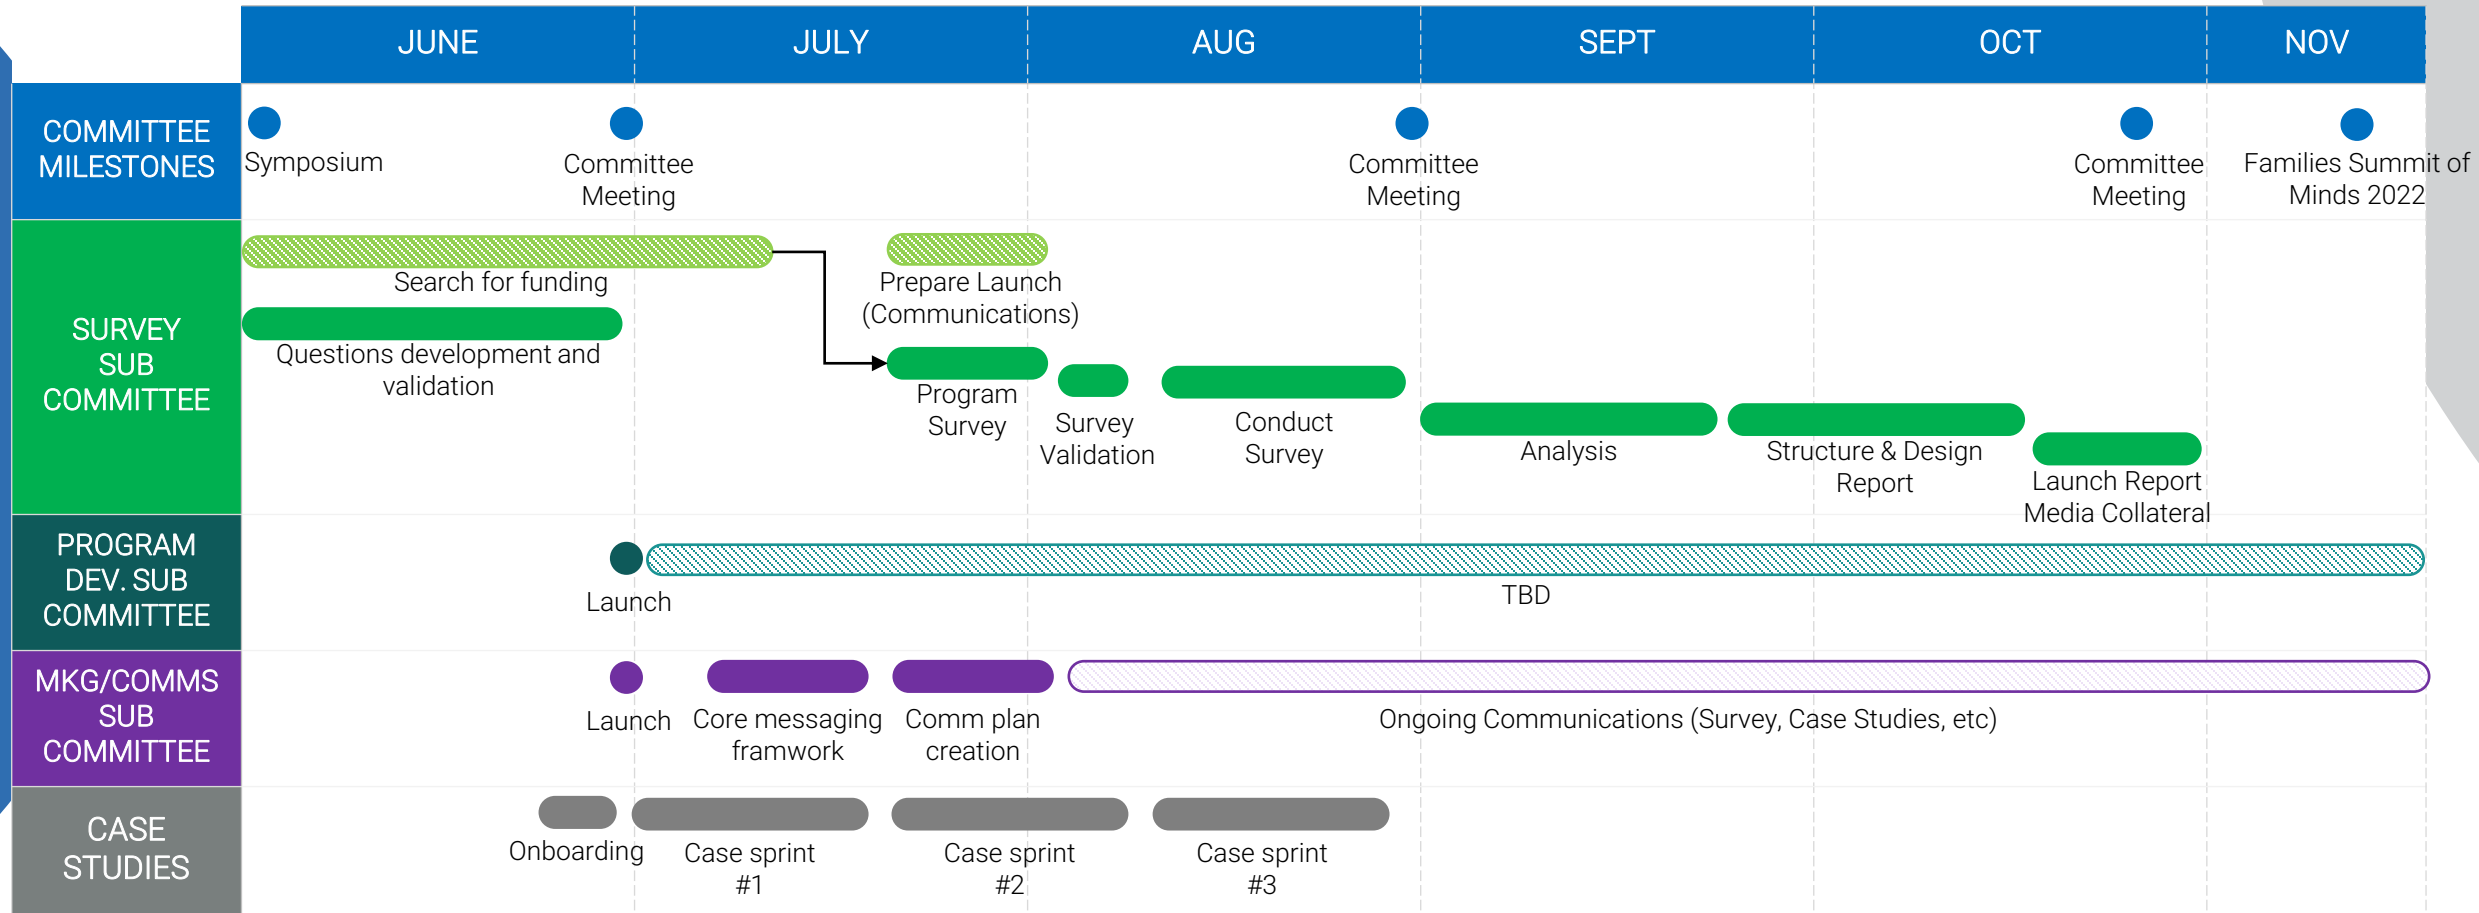 JUNE
JULY
AUG
SEPT
OCT
NOV
COMMITTEE
MILESTONES
Symposium
Committee
Meeting
Committee
Meeting
Committee
Meeting
Families Summit of
Minds 2022
SURVEY
SUB
COMMITTEE
Search for funding
Questions development and
validation
Prepare Launch
(Communications)
Program
Survey
Survey
Validation
Conduct
Survey
Analysis
Structure & Design
Report
Launch Report
Media Collateral
PROGRAM
DEV. SUB
COMMITTEE
Launch
TBD
MKG/COMMS
SUB
COMMITTEE
Launch
Core messaging
framwork
Comm plan
creation
Ongoing Communications (Survey, Case Studies, etc)
CASE
STUDIES
Onboarding
Case sprint
#1
Case sprint
#2
Case sprint
#3